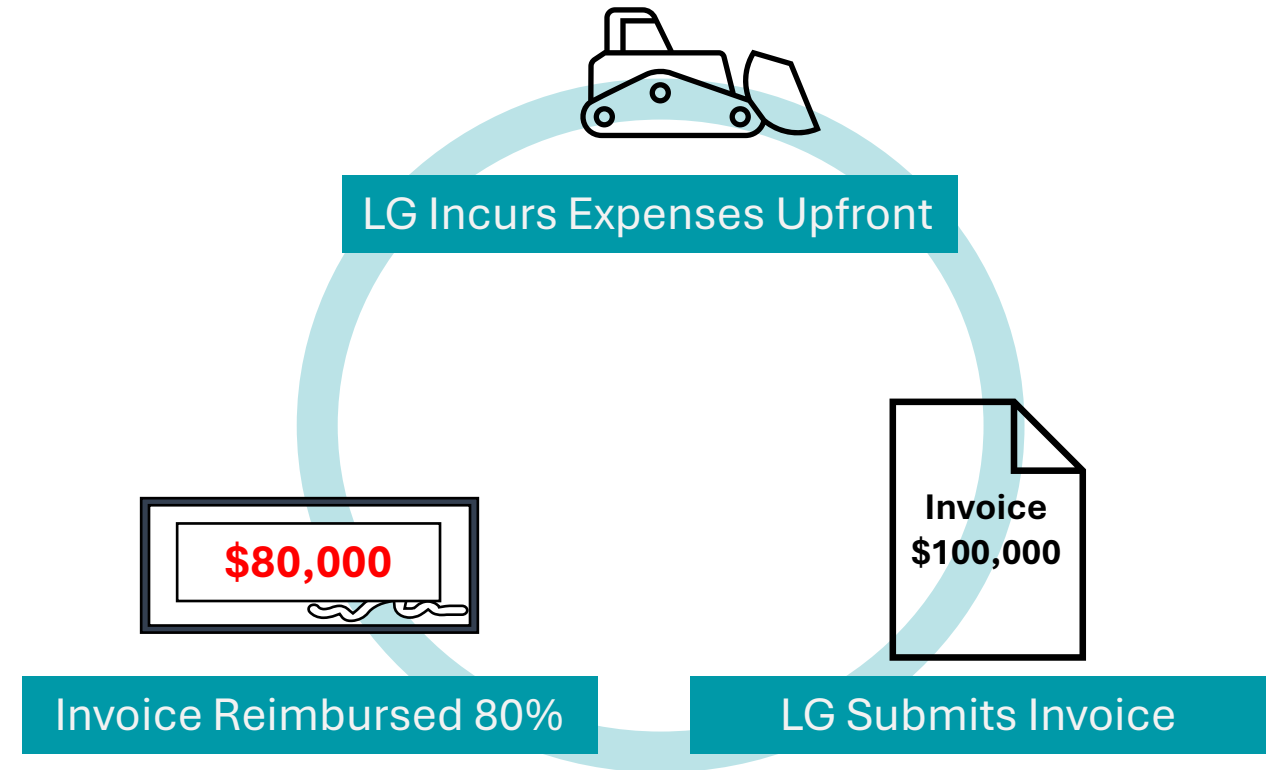 LG Incurs Expenses Upfront
Invoice
$100,000
$80,000
Invoice Reimbursed 80%
LG Submits Invoice